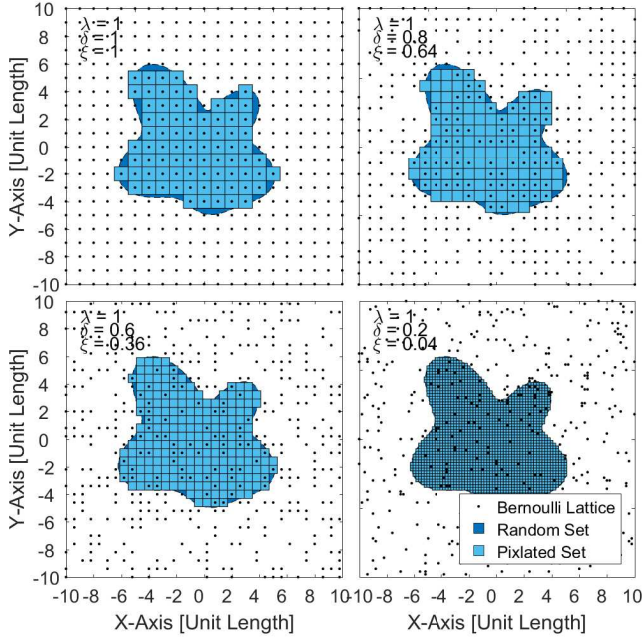 λ = 1
δ = 1
ξ = 1
λ = 1
δ = 0.8
ξ = 0.64
10
8
6
4
2
0
-2
-4
-6
-8
-10
Y-Axis [Unit Length]
λ = 1
δ = 0.6
ξ = 0.36
λ = 1
δ = 0.2
ξ = 0.04
10
8
6
4
2
0
-2
-4
-6
-8
-10
Y-Axis [Unit Length]
Bernoulli Lattice
Random Set
Pixlated Set
-10 -8 -6 -4 -2 0 2 4 6 8 10
-10 -8 -6 -4 -2 0 2 4 6 8 10
X-Axis [Unit Length]
X-Axis [Unit Length]